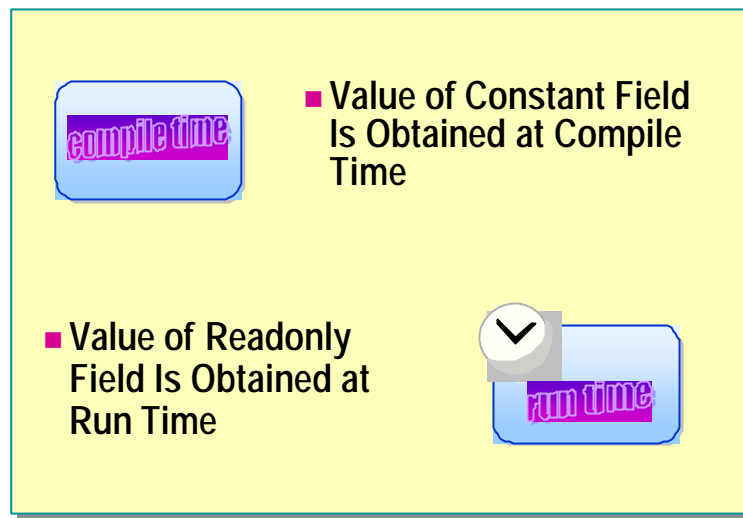 compile time
■ Value of Constant Field
Is Obtained at Compile
Time
■ Value of Readonly
Field Is Obtained at
Run Time
run time